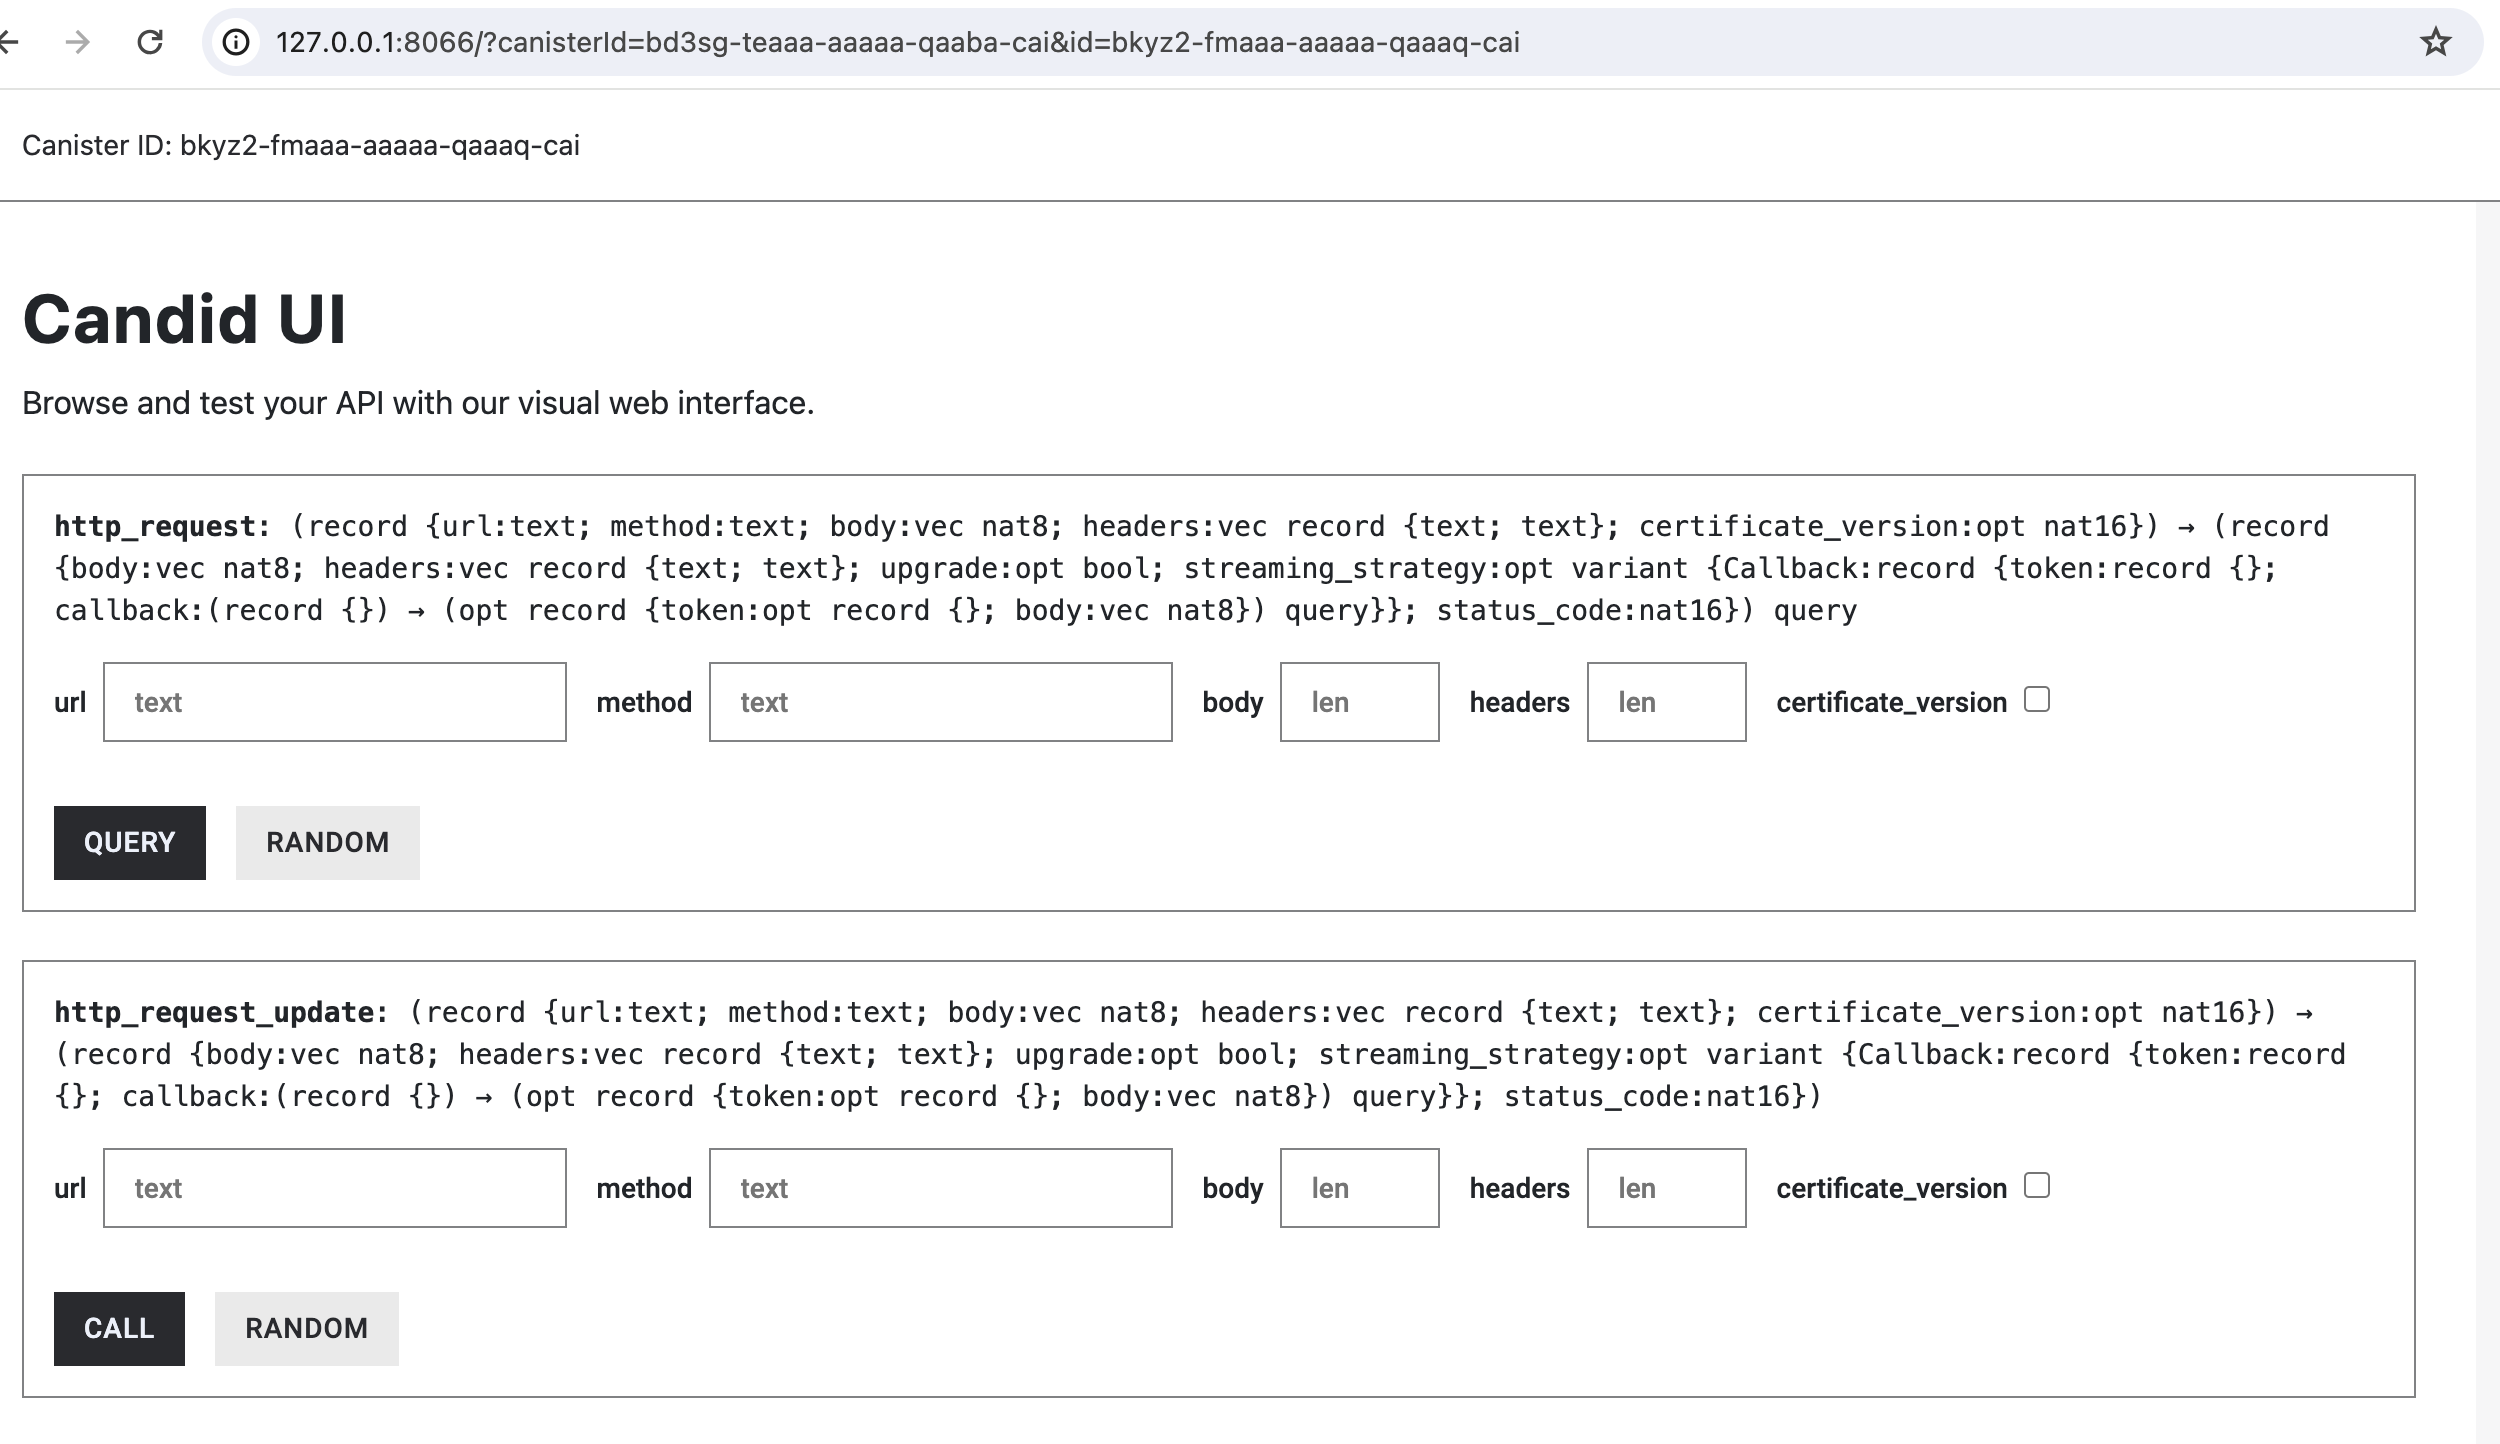 127.0.0.1:8066/?canisterId=bd3sg-teaaa-aaaaa-qaaba-cai&id=bkyz2-fmaaa-aaaaa-qaaaq-cai
Canister ID: bkyz2-fmaaa-aaaaa-qaaaq-cai
Candid UI
Browse and test your API with our visual web interface.
http_request: (record {url:text; method:text; body:vec nat8; headers:vec record {text; text}; certificate_version:opt nat16}) → (record
{body:vec nat8; headers:vec record {text; text}; upgrade:opt bool; streaming_strategy:opt variant {Callback:record {token:record {};
callback:(record {}) → (opt record {token:opt record {}; body:vec nat8}) query}}; status_code:nat16}) query
url text method text body len headers len certificate_version
QUERY RANDOM
http_request_update: (record {url:text; method:text; body:vec nat8; headers:vec record {text; text}; certificate_version:opt nat16}) →
(record {body:vec nat8; headers:vec record {text; text}; upgrade:opt bool; streaming_strategy:opt variant {Callback:record {token:record
{}; callback:(record {}) → (opt record {token:opt record {}; body:vec nat8}) query}}; status_code:nat16})
url text method text body len headers len certificate_version
CALL RANDOM